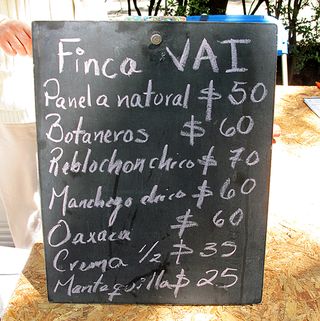 Finca VAI
Panela natural $ 50
Botaneros $ 60
Reblochon chico $ 70
Manchego chico $ 60
Oaxaca $ 60
Crema 1/2 $ 35
Mantaquilla $ 25